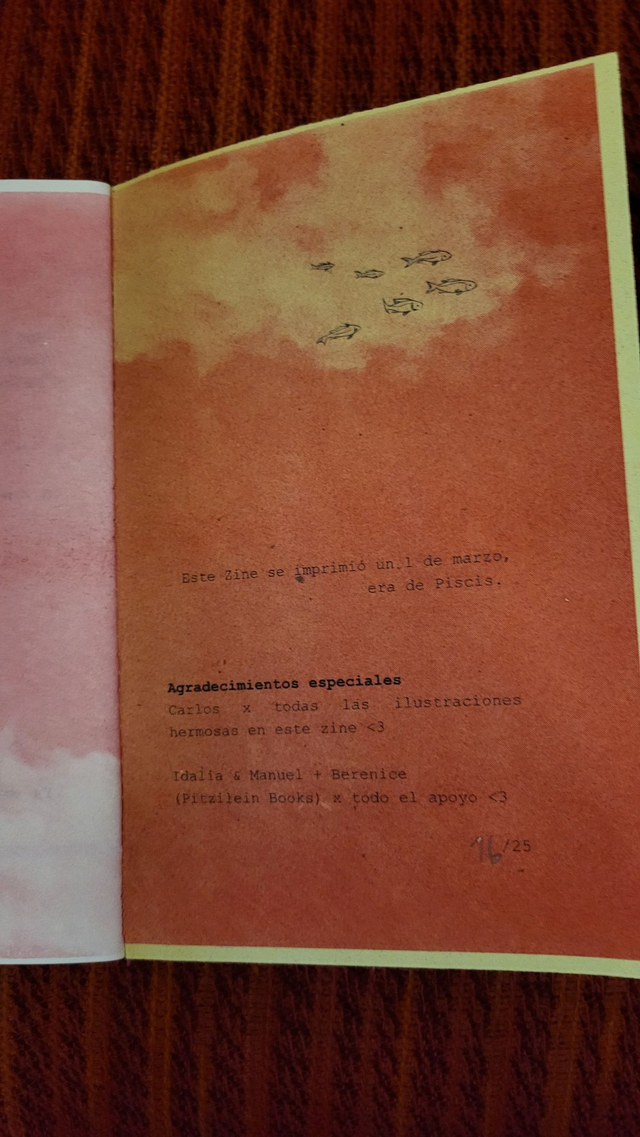 Este Zine se imprimió un 1 de marzo,
era de Piscis.
Agradecimientos especiales
Carlos x todas las ilustraciones
hermosas en este zine <3
Idalia & Manuel + Berenice
(Pitzilein Books) x todo el apoyo <3
16/25